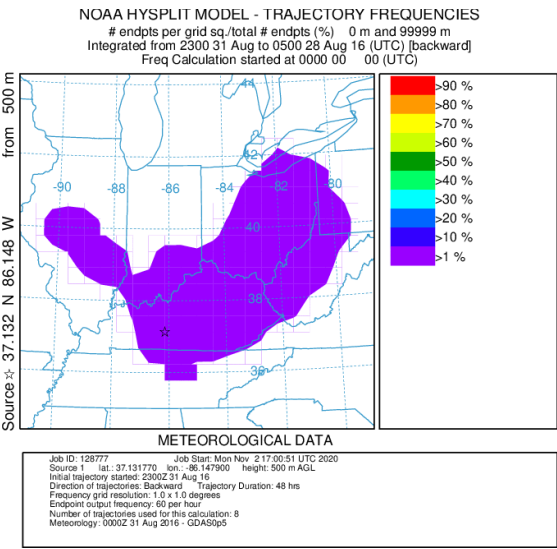 NOAA HYSPLIT MODEL - TRAJECTORY FREQUENCIES
# endpts per grid sq./total # endpts (%) 0 m and 99999 m
Integrated from 2300 31 Aug to 0500 28 Aug 16 (UTC) [backward]
Freq Calculation started at 0000 00 00 (UTC)
Source ☆ 37.132 N 86.148 W from 500 m
44
42
-90
-88
-86
-84
-82
-80
40
38
36
>90 %
>80 %
>70 %
>60 %
>50 %
>40 %
>30 %
>20 %
>10 %
>1 %
METEOROLOGICAL DATA
Job ID: 128777 Job Start: Mon Nov 2 17:00:51 UTC 2020
Source 1 lat.: 37.131770 lon.: -86.147900 height: 500 m AGL
Initial trajectory started: 2300Z 31 Aug 16
Direction of trajectories: Backward Trajectory Duration: 48 hrs
Frequency grid resolution: 1.0 x 1.0 degrees
Endpoint output frequency: 60 per hour
Number of trajectories used for this calculation: 8
Meteorology: 0000Z 31 Aug 2016 - GDAS0p5